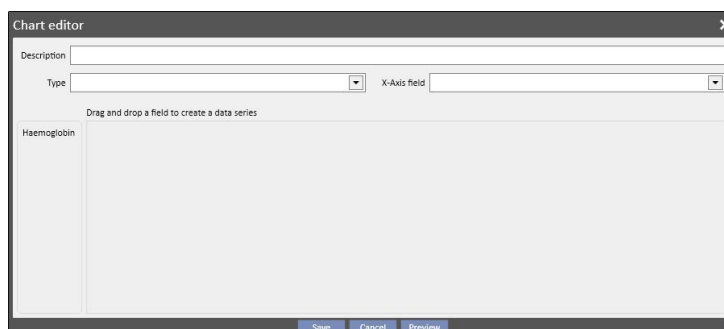 Chart editor
Description
Type X-Axis field
Drag and drop a field to create a data series
Haemoglobin
Save Cancel Preview